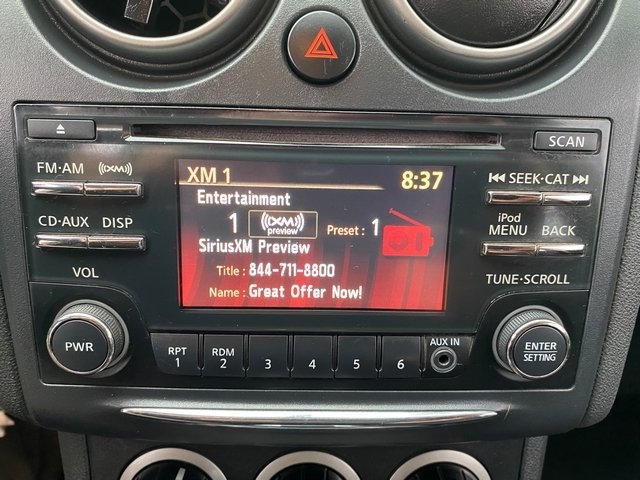 SCAN
FM·AM (XM)
CD·AUX DISP
VOL
PWR
XM 1 8:37
Entertainment
1 (XM) preview Preset : 1
SiriusXM Preview
Title : 844-711-8800
Name : Great Offer Now!
SEEK·CAT
iPod
MENU BACK
TUNE·SCROLL
RPT 1
RDM 2
3
4
5
6
AUX IN
ENTER
SETTING